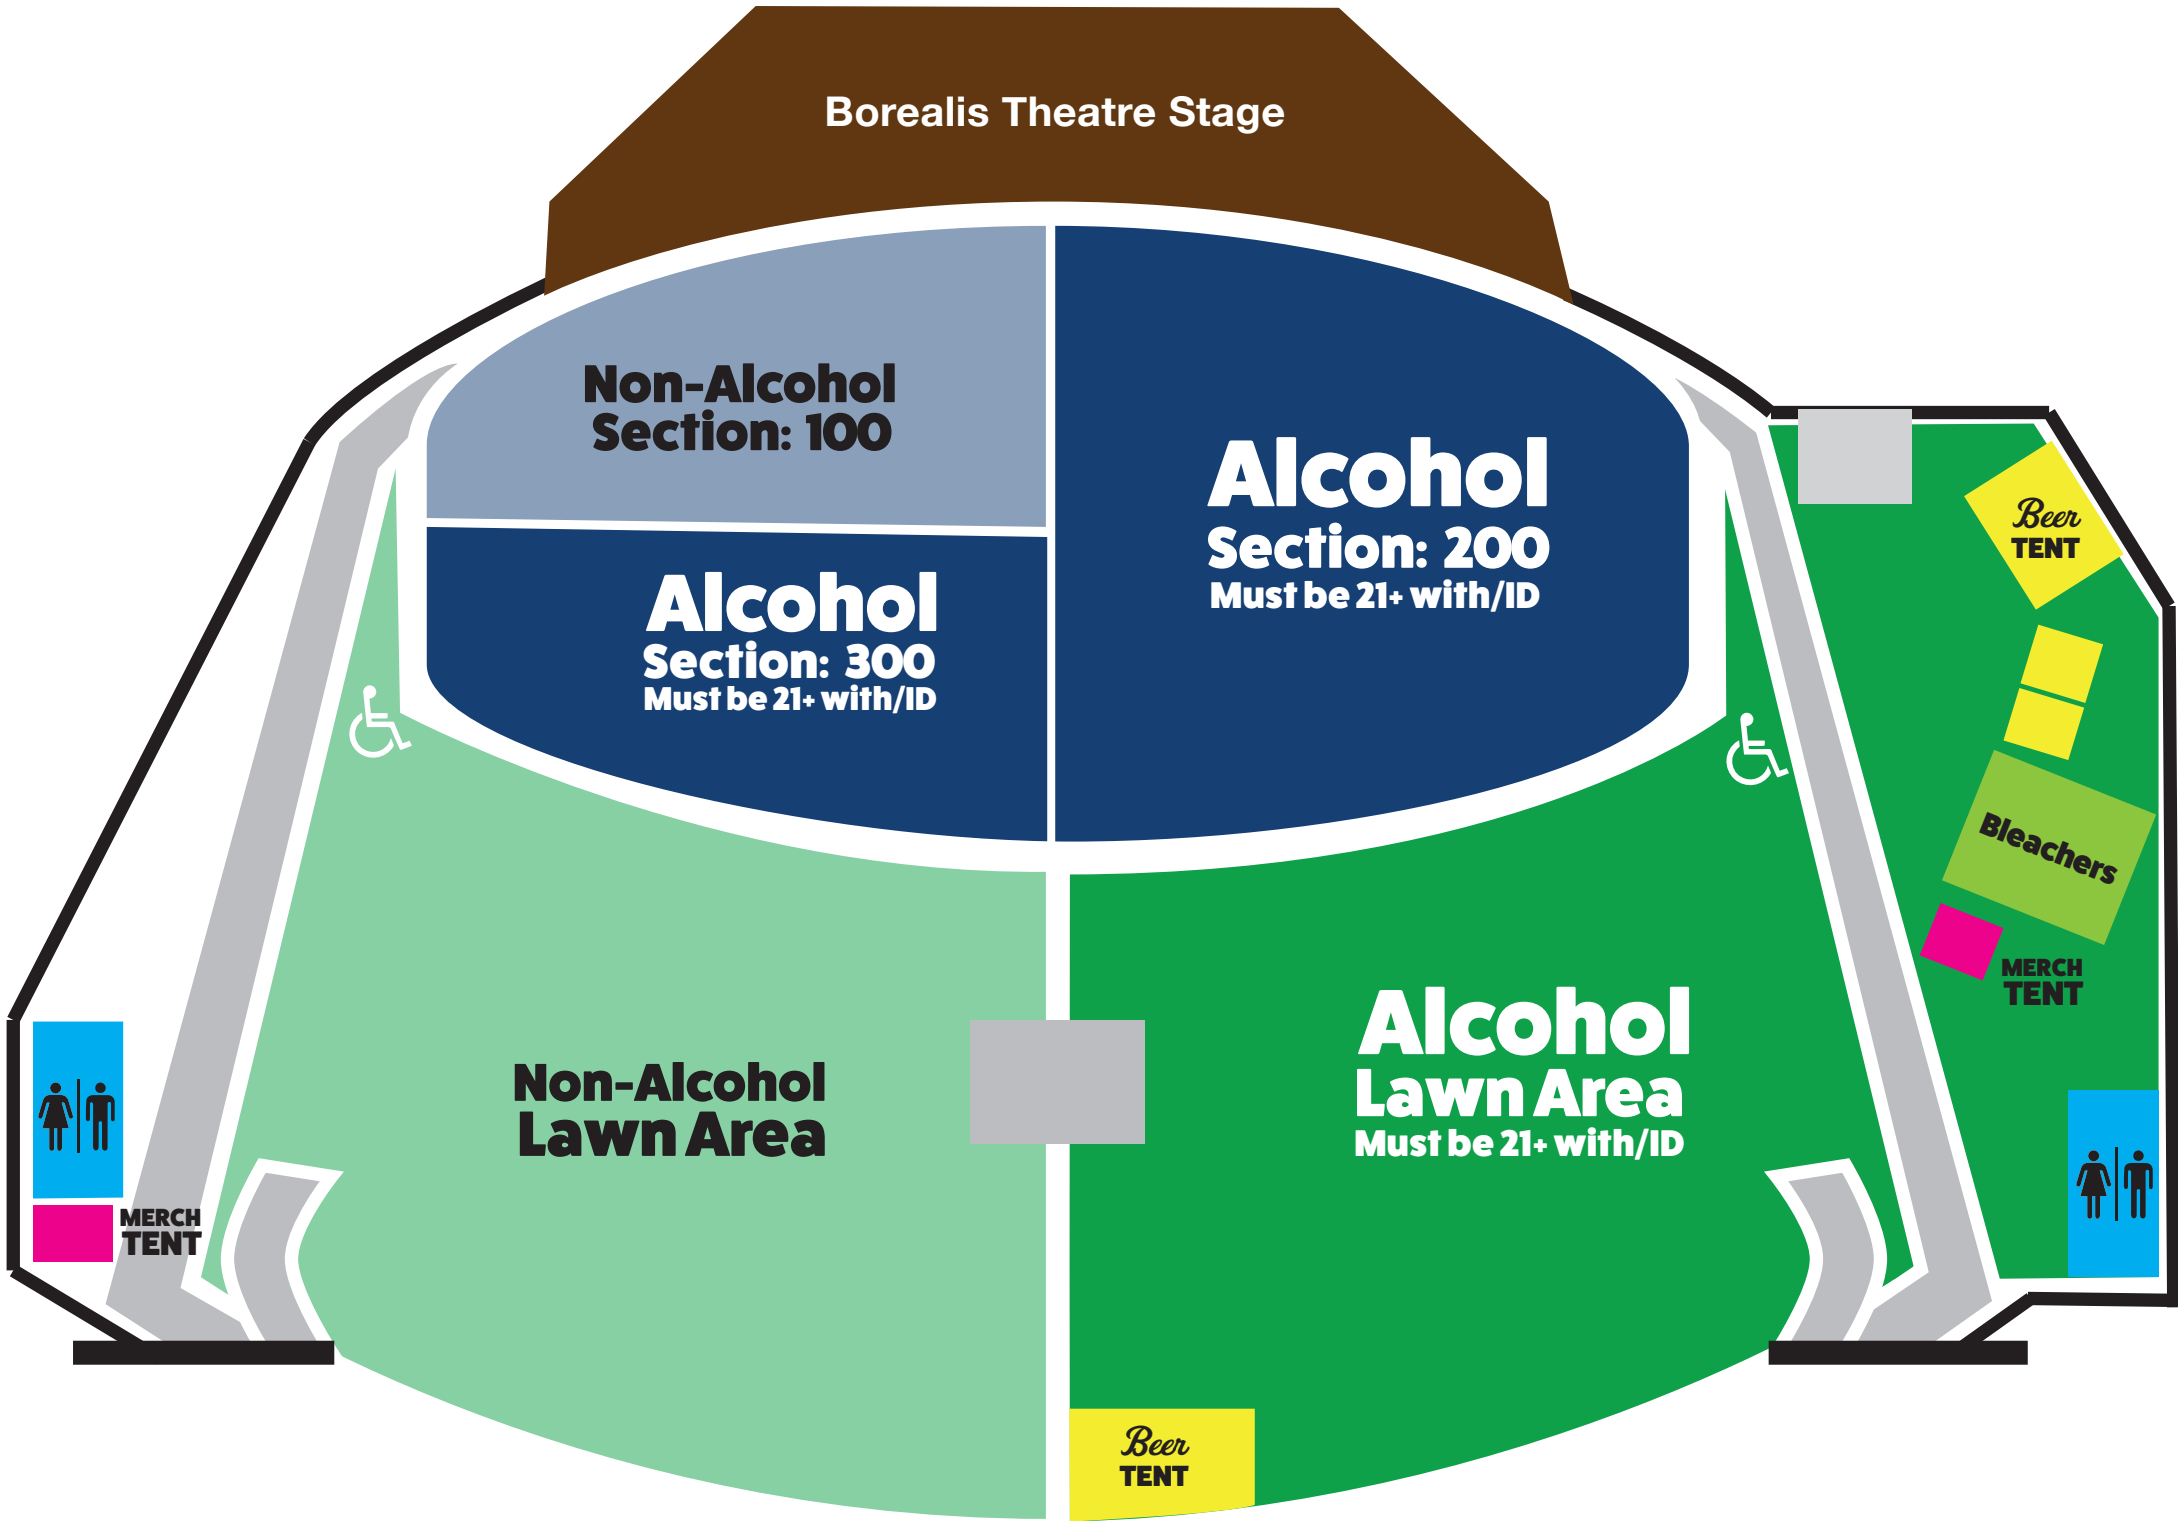 Borealis Theatre Stage
Non-Alcohol
Section: 100
Alcohol
Section: 200
Must be 21+ with/ID
Alcohol
Section: 300
Must be 21+ with/ID
Beer
TENT
Bleachers
MERCH
TENT
Non-Alcohol
Lawn Area
Alcohol
Lawn Area
Must be 21+ with/ID
MERCH
TENT
Beer
TENT